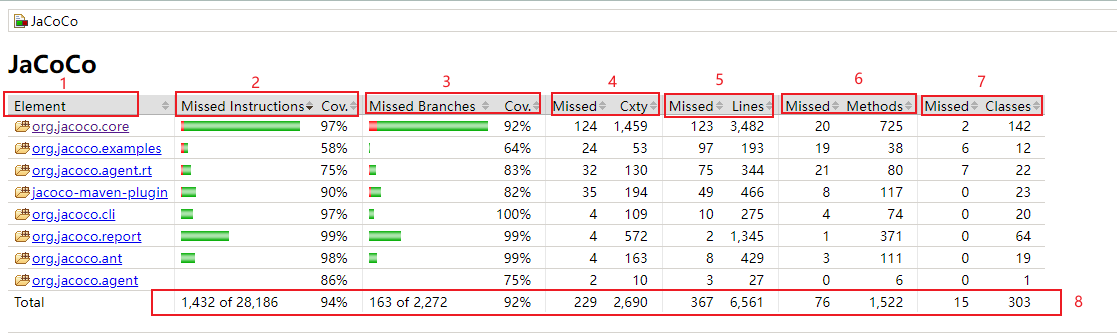 JaCoCo
JaCoCo
1 2 3 4 5 6 7
Element Missed Instructions Cov. Missed Branches Cov. Missed Cxty Missed Lines Missed Methods Missed Classes
org.jacoco.core 97% 92% 124 1,459 123 3,482 20 725 2 142
org.jacoco.examples 58% 64% 24 53 97 193 19 38 6 12
org.jacoco.agent.rt 75% 83% 32 130 75 344 21 80 7 22
jacoco-maven-plugin 90% 82% 35 194 49 466 8 117 0 23
org.jacoco.cli 97% 100% 4 109 10 275 4 74 0 20
org.jacoco.report 99% 99% 4 572 2 1,345 1 371 0 64
org.jacoco.ant 98% 99% 4 163 8 429 3 111 0 19
org.jacoco.agent 86% 75% 2 10 3 27 0 6 0 1
Total 1,432 of 28,186 94% 163 of 2,272 92% 229 2,690 367 6,561 76 1,522 15 303 8